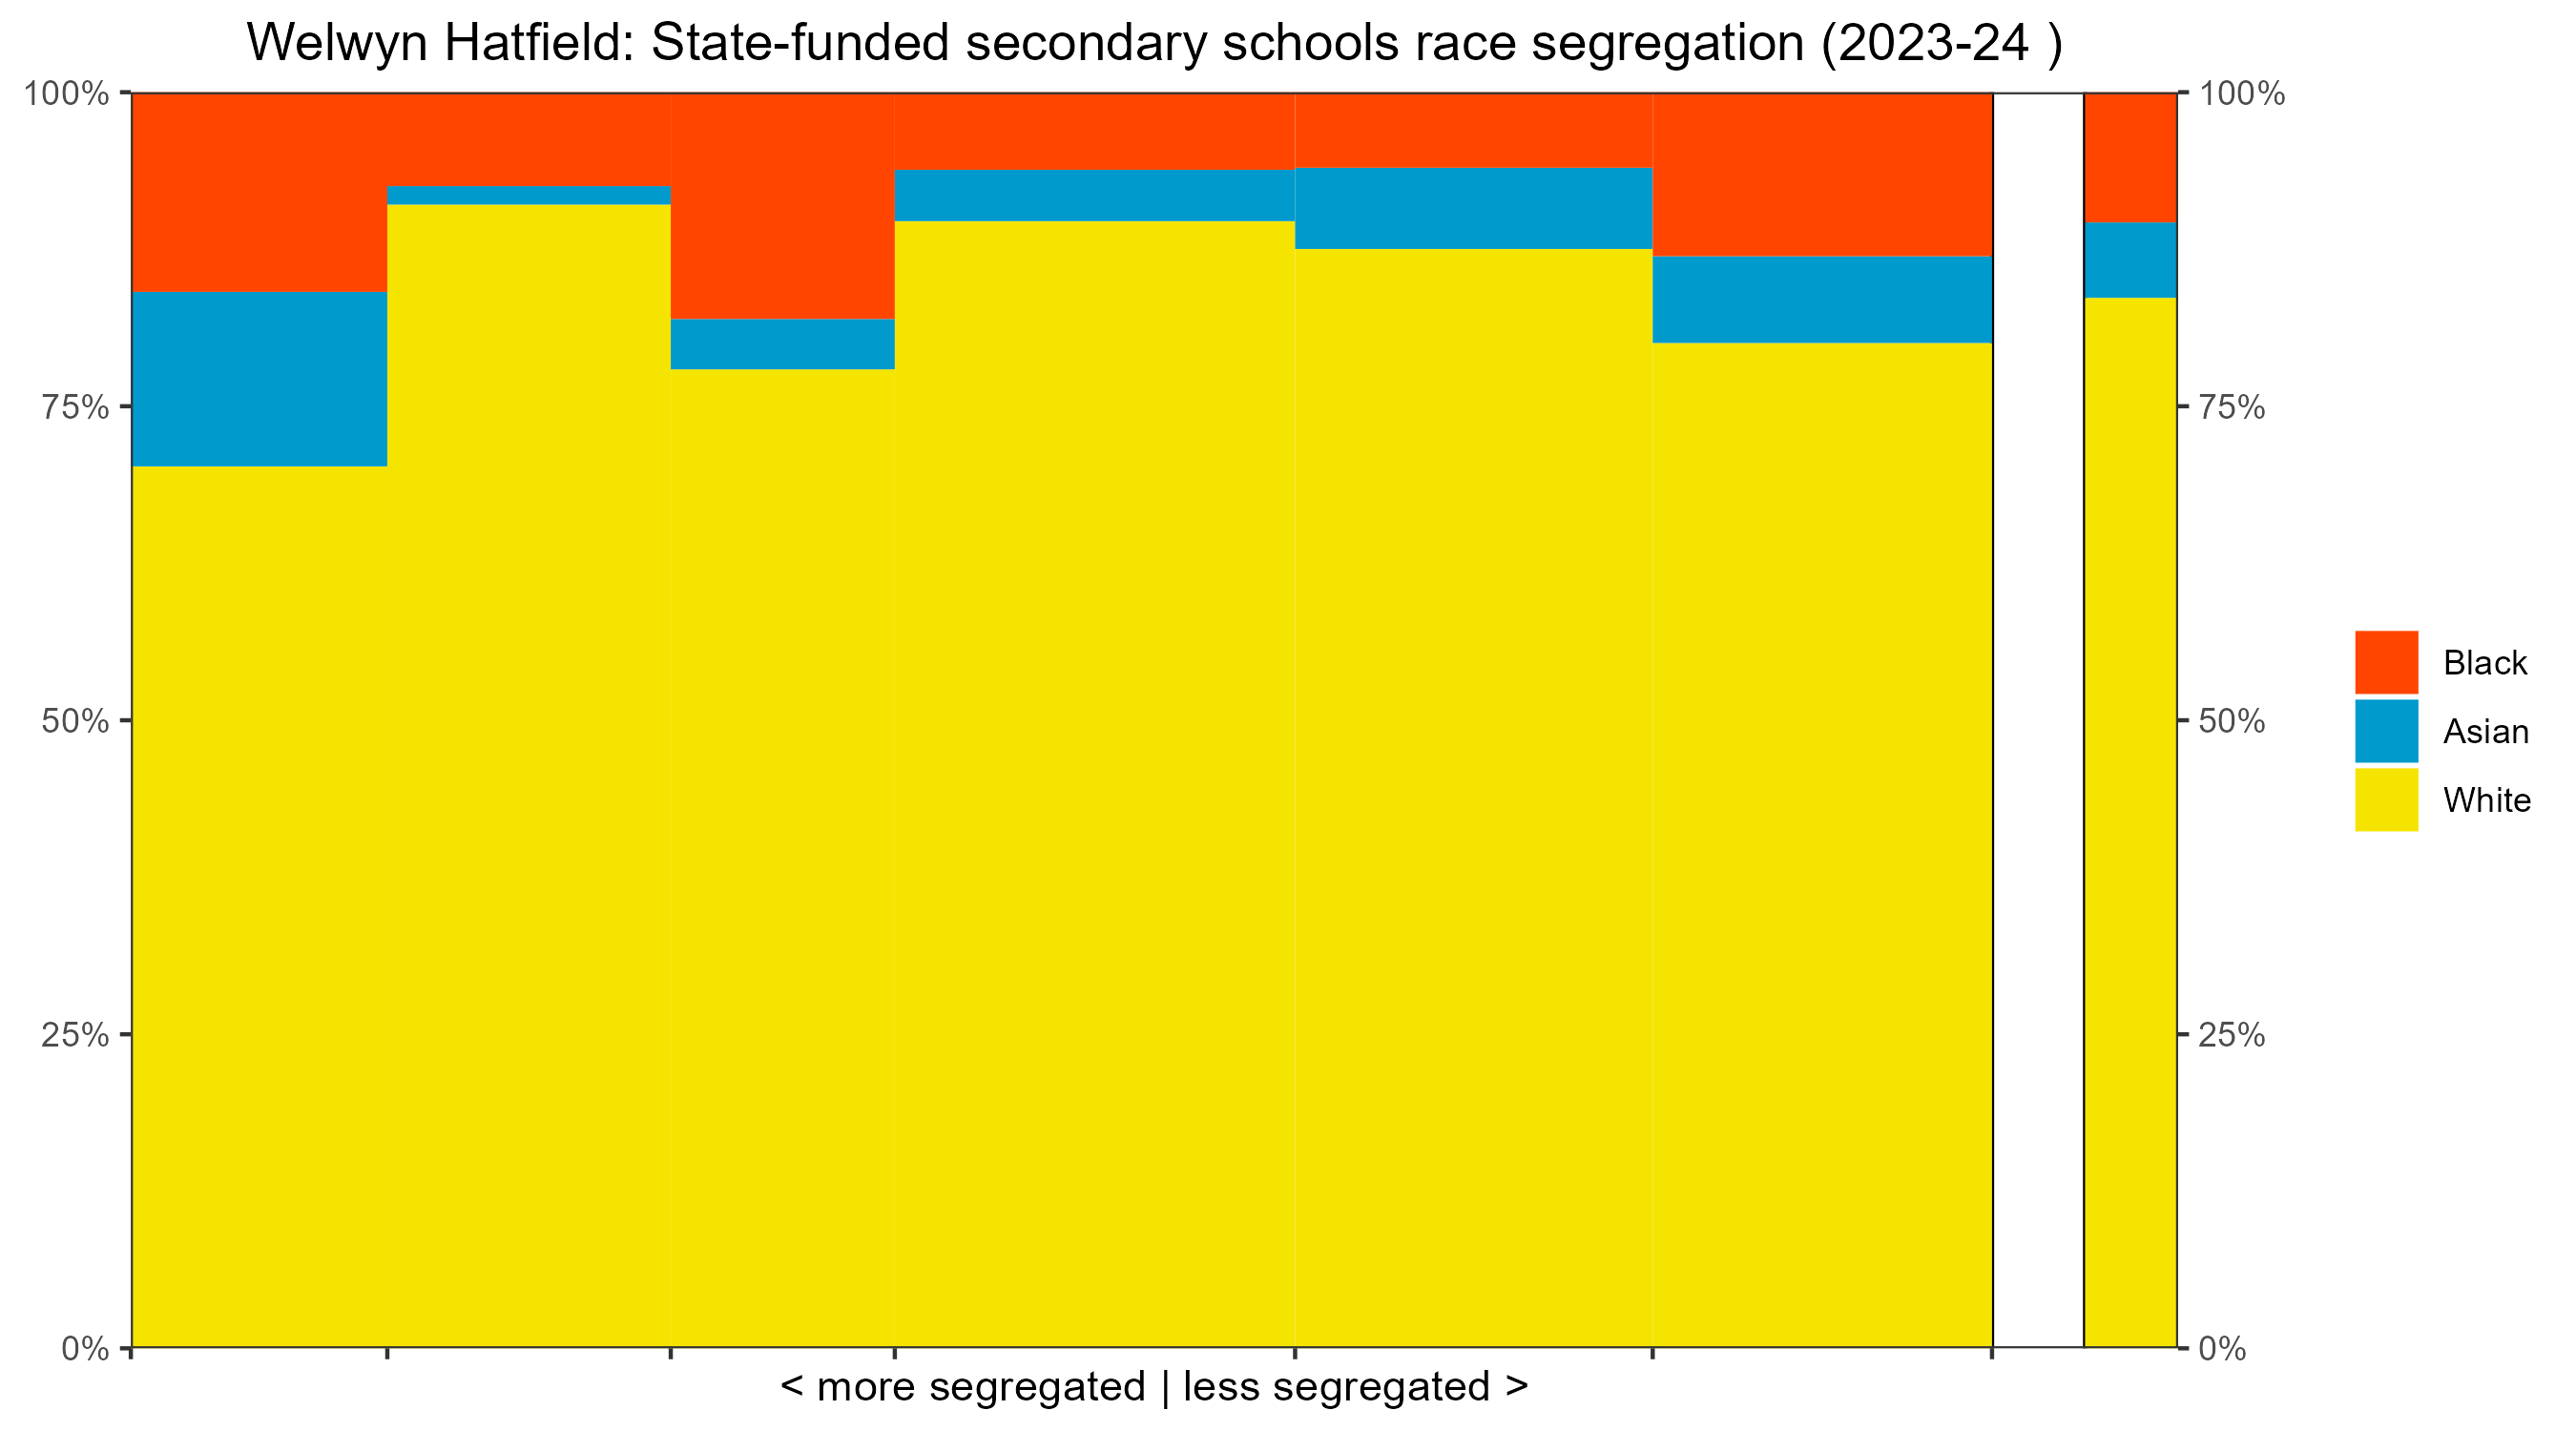 Welwyn Hatfield: State-funded secondary schools race segregation (2023-24 )
100%
75%
50%
25%
0%
100%
75%
50%
25%
0%
Black
Asian
White
< more segregated | less segregated >